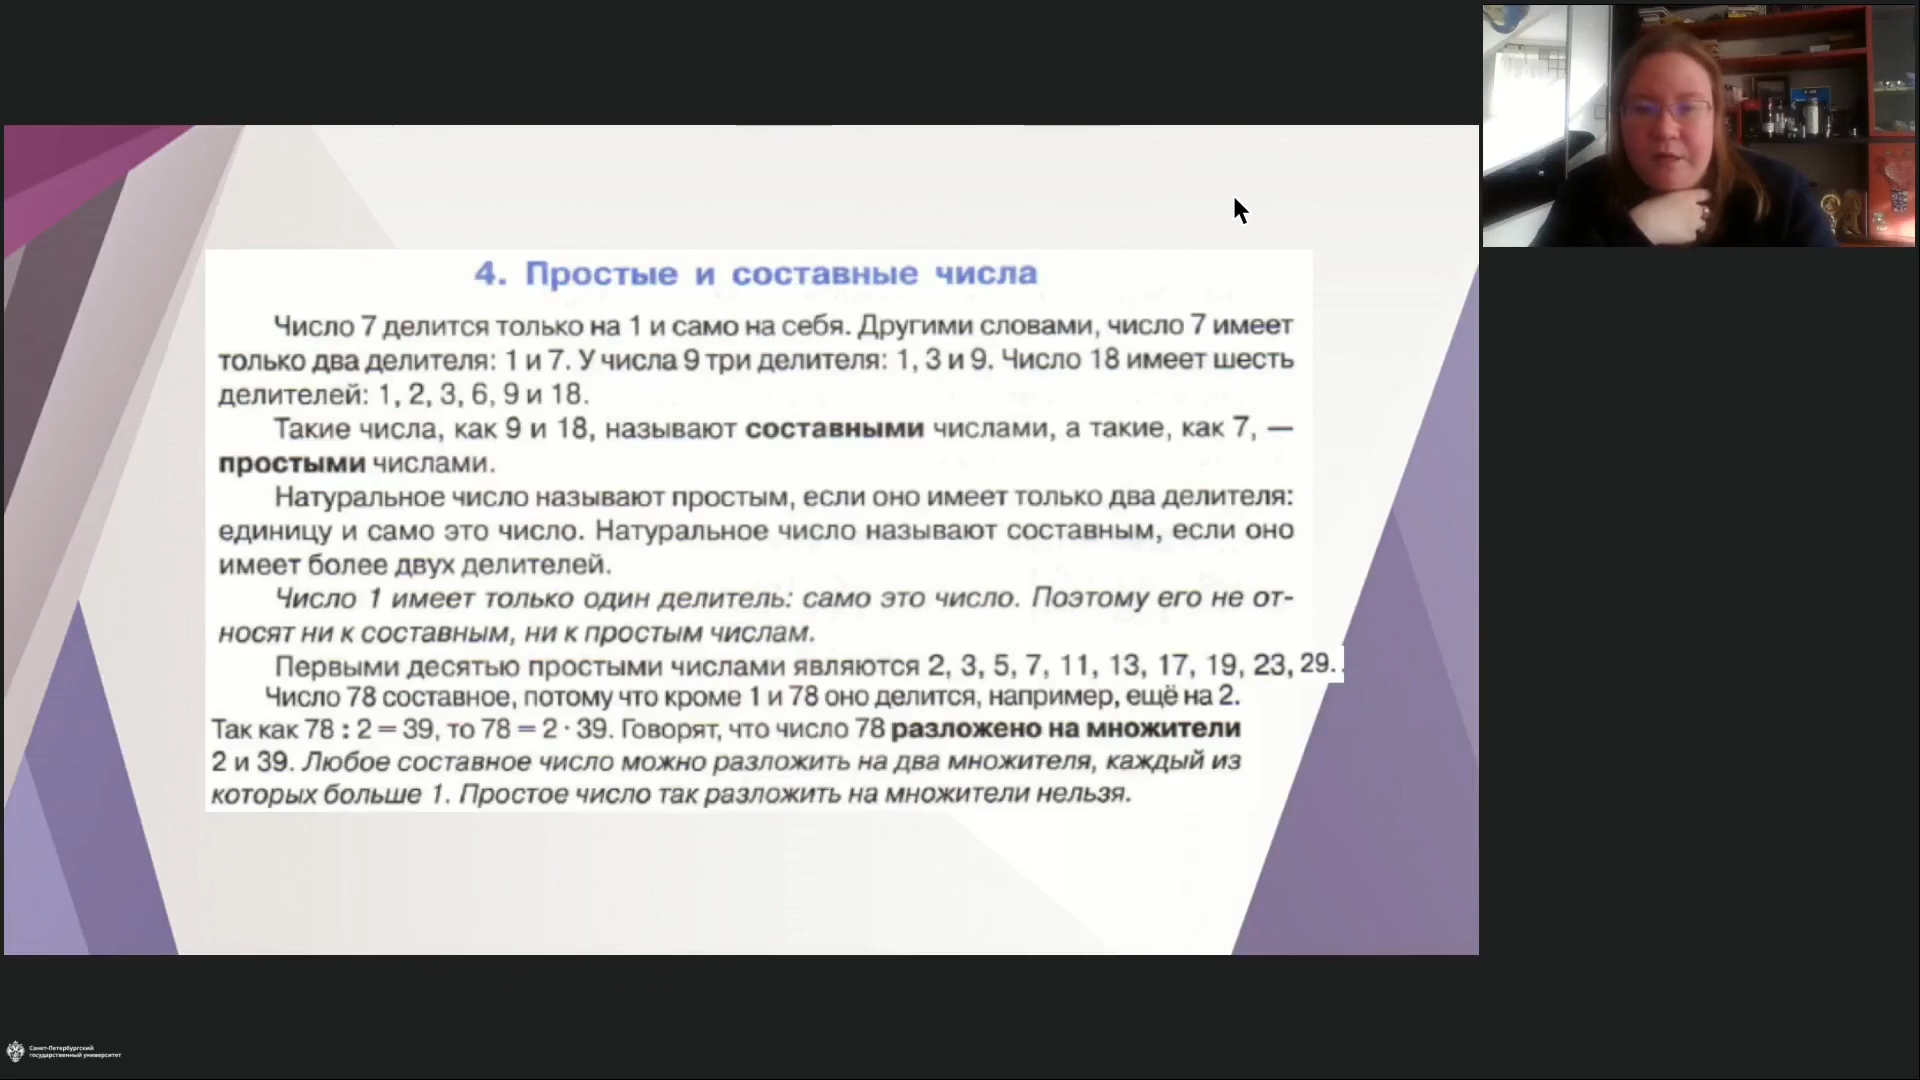 4. Простые и составные числа
Число 7 делится только на 1 и само на себя. Другими словами, число 7 имеет
только два делителя: 1 и 7. У числа 9 три делителя: 1, 3 и 9. Число 18 имеет шесть
делителей: 1, 2, 3, 6, 9 и 18.
Такие числа, как 9 и 18, называют составными числами, а такие, как 7, —
простыми числами.
Натуральное число называют простым, если оно имеет только два делителя:
единицу и само это число. Натуральное число называют составным, если оно
имеет более двух делителей.
Число 1 имеет только один делитель: само это число. Поэтому его не от-
носят ни к составным, ни к простым числам.
Первыми десятью простыми числами являются 2, 3, 5, 7, 11, 13, 17, 19, 23, 29.
Число 78 составное, потому что кроме 1 и 78 оно делится, например, ещё на 2.
Так как 78 : 2 = 39, то 78 = 2 · 39. Говорят, что число 78 разложено на множители
2 и 39. Любое составное число можно разложить на два множителя, каждый из
которых больше 1. Простое число так разложить на множители нельзя.
Санкт-Петербургский
государственный университет